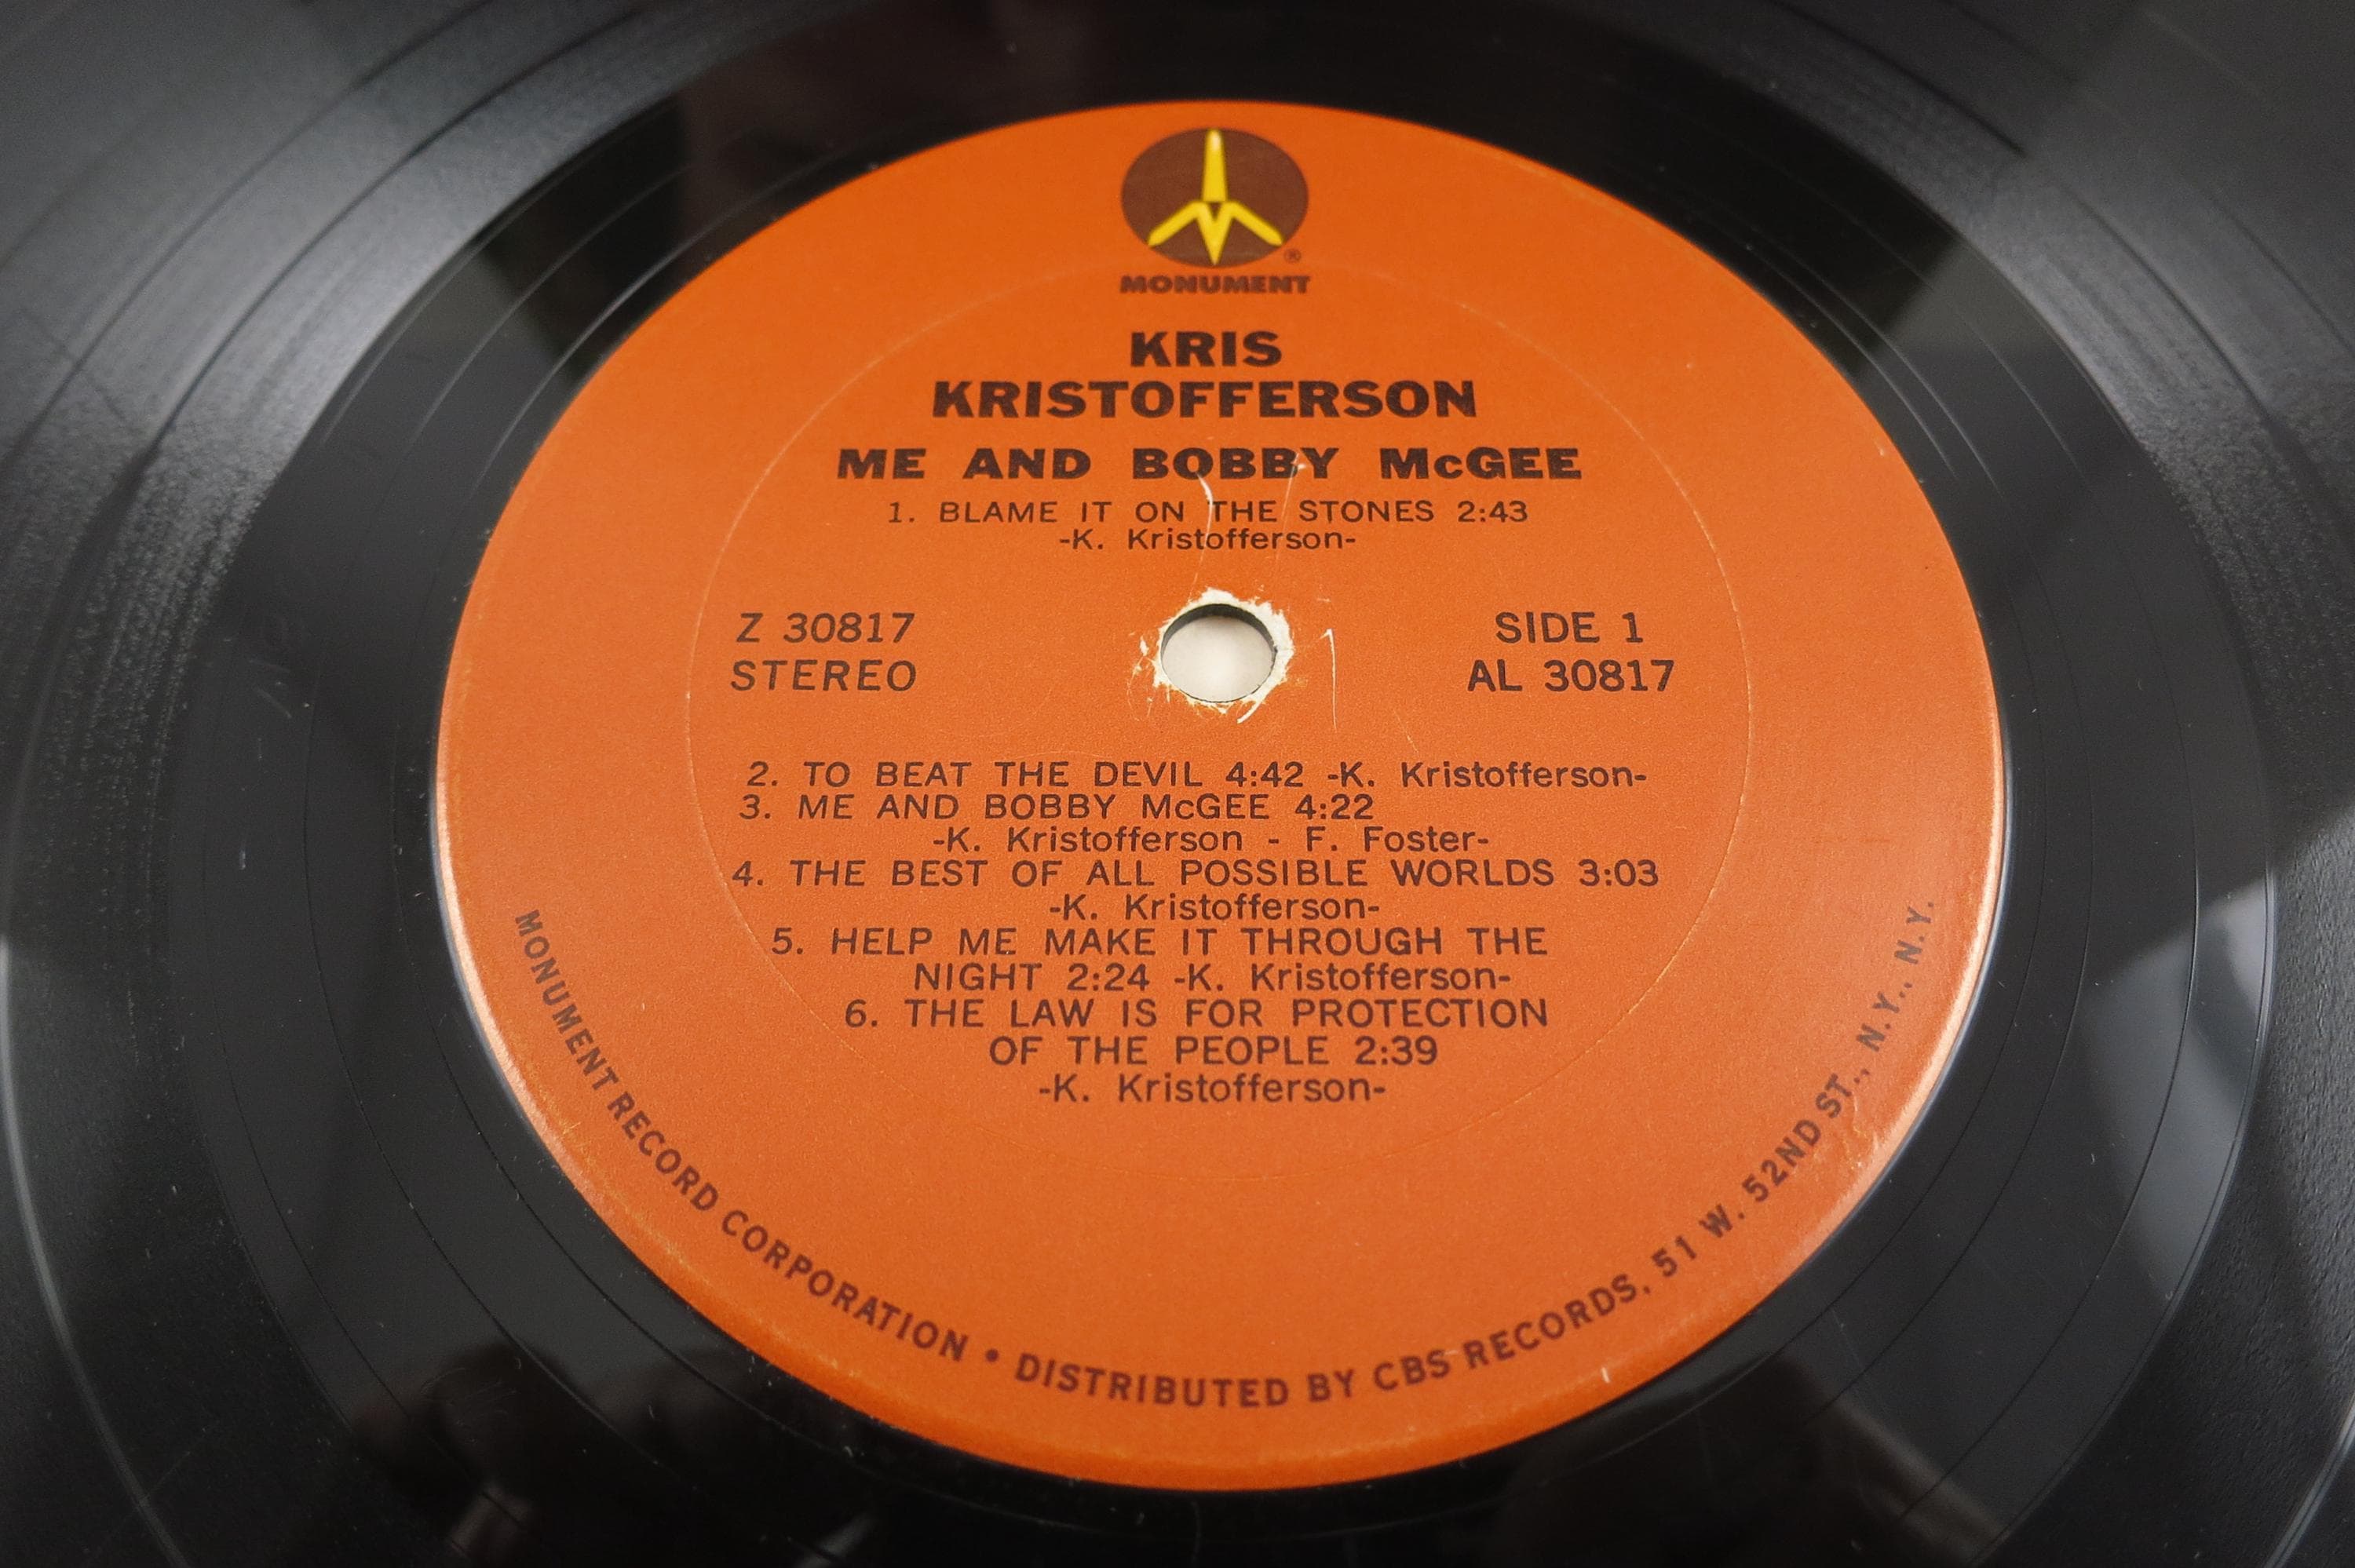 ®
MONUMENT
KRIS
KRISTOFFERSON
ME AND BOBBY McGEE
1. BLAME IT ON THE STONES 2:43
-K. Kristofferson-
Z 30817
STEREO
SIDE 1
AL 30817
2. TO BEAT THE DEVIL 4:42 -K. Kristofferson-
3. ME AND BOBBY McGEE 4:22
-K. Kristofferson - F. Foster-
4. THE BEST OF ALL POSSIBLE WORLDS 3:03
-K. Kristofferson-
5. HELP ME MAKE IT THROUGH THE
NIGHT 2:24 -K. Kristofferson-
6. THE LAW IS FOR PROTECTION
OF THE PEOPLE 2:39
-K. Kristofferson-
MONUMENT RECORD CORPORATION • DISTRIBUTED BY CBS RECORDS, 51 W. 52ND ST., N.Y., N.Y.